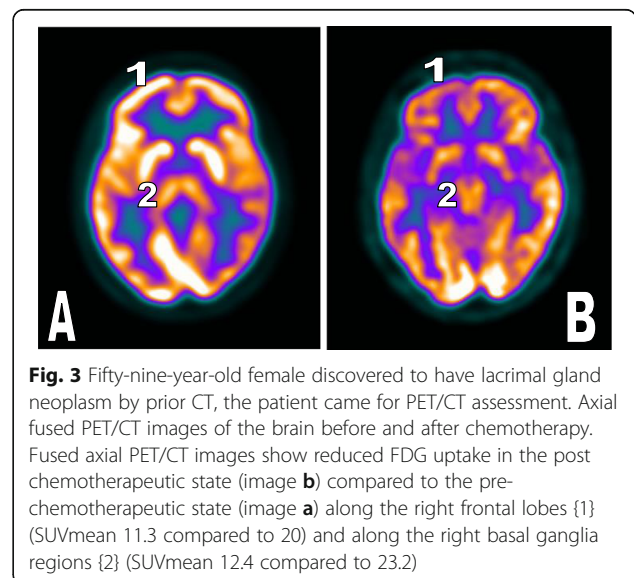 1
1
2
2
A
B
Fig. 3 Fifty-nine-year-old female discovered to have lacrimal gland
neoplasm by prior CT, the patient came for PET/CT assessment. Axial
fused PET/CT images of the brain before and after chemotherapy.
Fused axial PET/CT images show reduced FDG uptake in the post
chemotherapeutic state (image b) compared to the pre-
chemotherapeutic state (image a) along the right frontal lobes {1}
(SUVmean 11.3 compared to 20) and along the right basal ganglia
regions {2} (SUVmean 12.4 compared to 23.2)